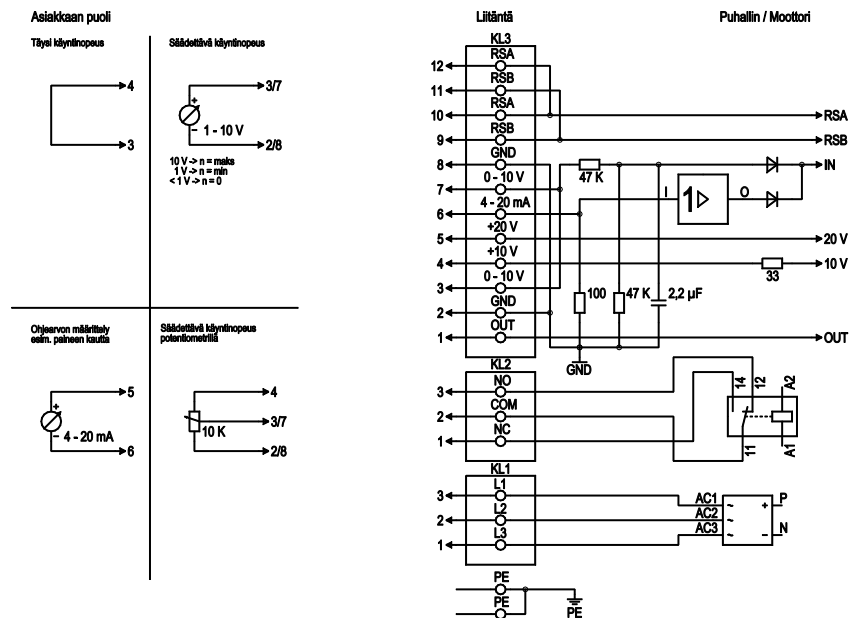 Asiakkaan puoli
Liitäntä
Puhallin / Moottori
Täysi käyntinopeus
4
3
Säädettävä käyntinopeus
3/7
+
− 1 - 10 V
2/8
10 V -> n = maks
1 V -> n = min
< 1 V -> n = 0
Ohjearvon määrittely
esim. paineen kautta
5
+
− 4 - 20 mA
6
Säädettävä käyntinopeus
potentiometrillä
4
3/7
10 K
2/8
KL3
12 RSA
11 RSB
10 RSA RSA
9 RSB RSB
8 GND 47 K IN
7 0 - 10 V I 1 O
6 4 - 20 mA
5 +20 V 20 V
4 +10 V 33 10 V
3 0 - 10 V 100 47 K 2,2 µF
2 GND
1 OUT OUT
GND
KL2
3 NO
2 COM
1 NC
14 12 A2
11 A1
KL1
3 L1 AC1 ~ + P
2 L2 AC2 ~
1 L3 AC3 ~ − N
PE
PE
PE